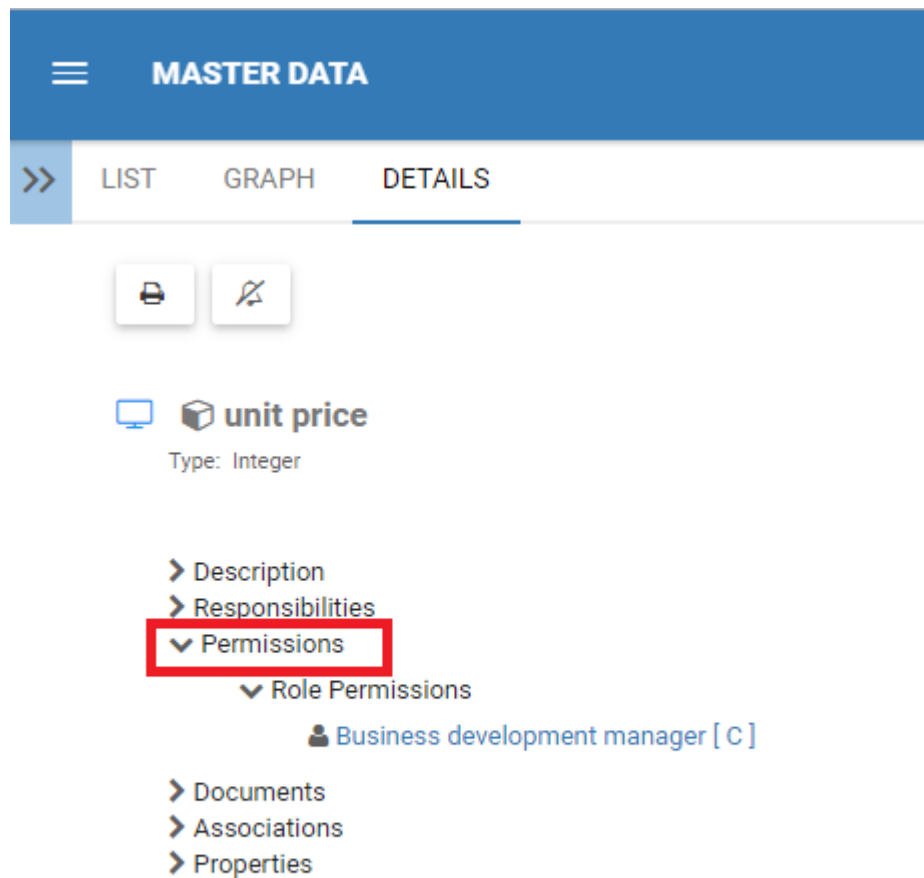 MASTER DATA
LIST GRAPH DETAILS
unit price
Type: Integer
Description
Responsibilities
Permissions
Role Permissions
Business development manager [ C ]
Documents
Associations
Properties